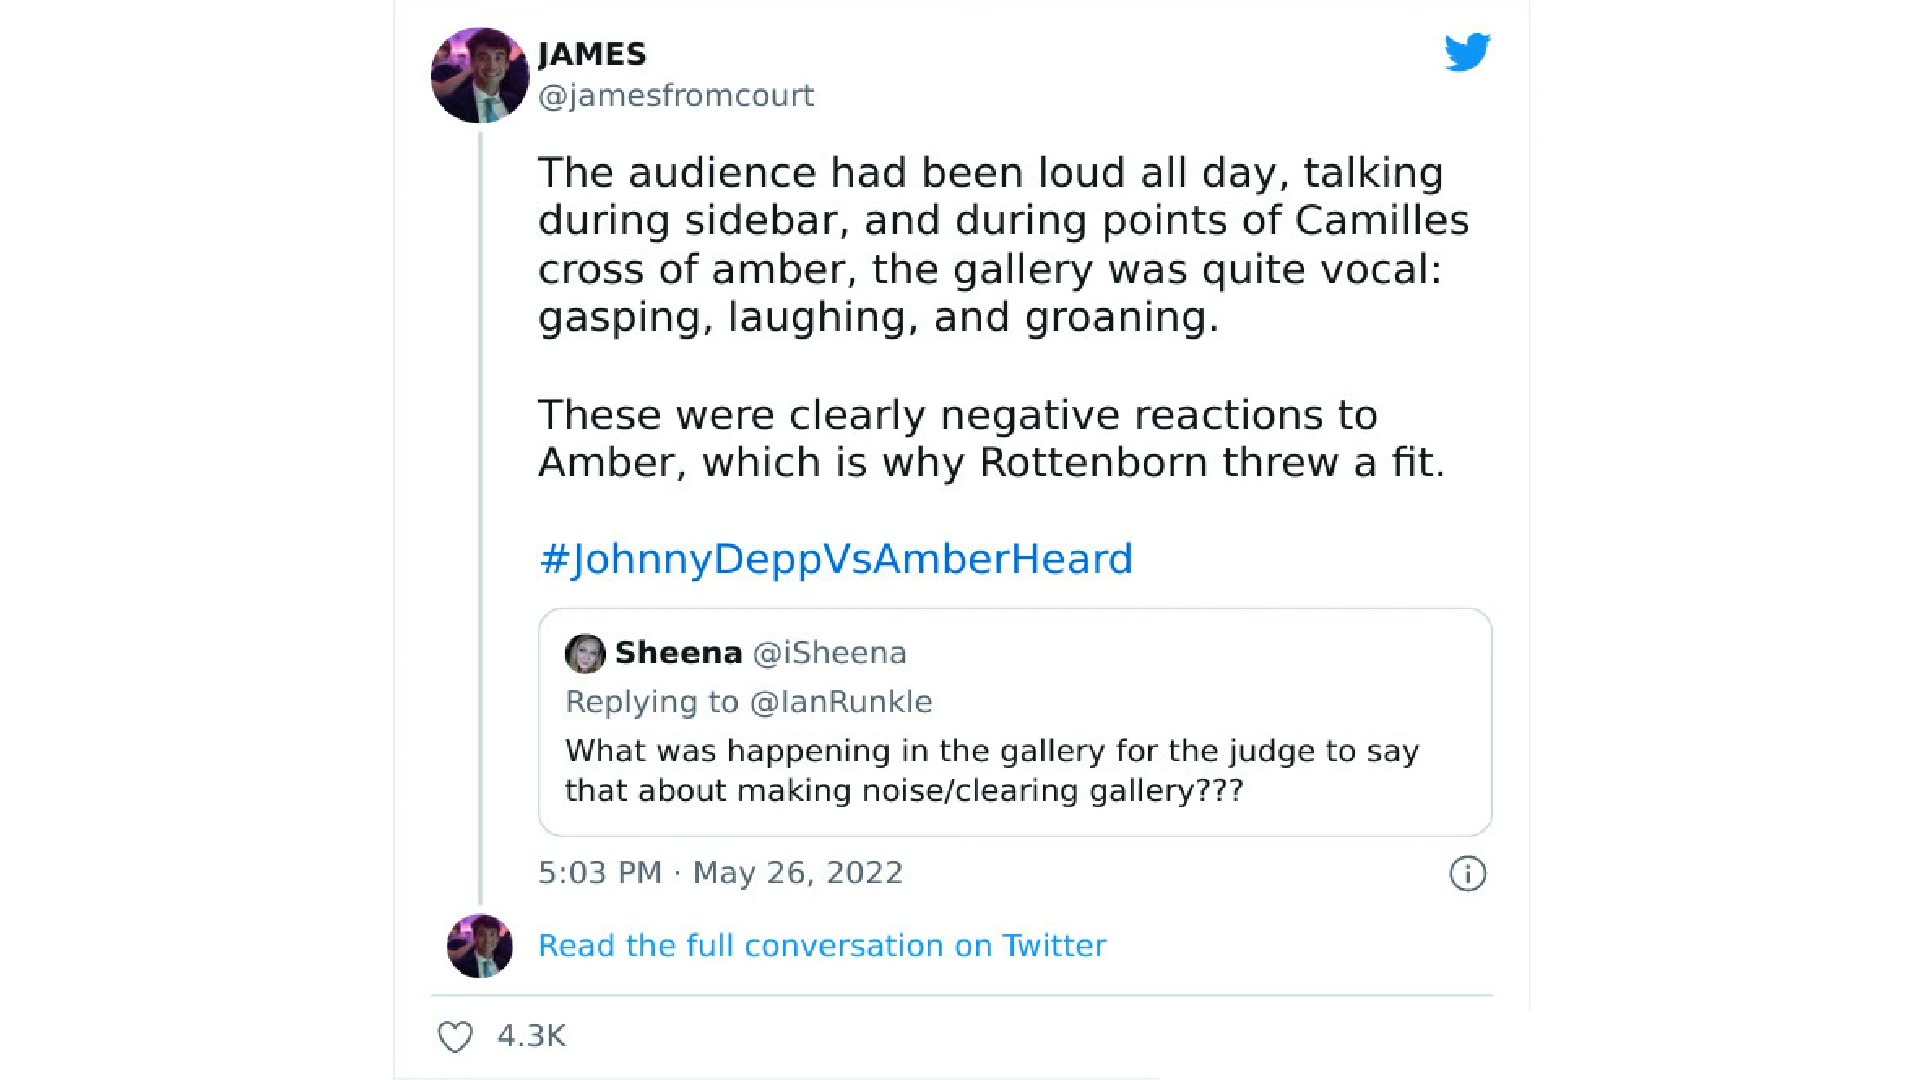 JAMES
@jamesfromcourt
The audience had been loud all day, talking
during sidebar, and during points of Camilles
cross of amber, the gallery was quite vocal:
gasping, laughing, and groaning.
These were clearly negative reactions to
Amber, which is why Rottenborn threw a fit.
#JohnnyDeppVsAmberHeard
Sheena @iSheena
Replying to @IanRunkle
What was happening in the gallery for the judge to say
that about making noise/clearing gallery???
5:03 PM · May 26, 2022
Read the full conversation on Twitter
4.3K